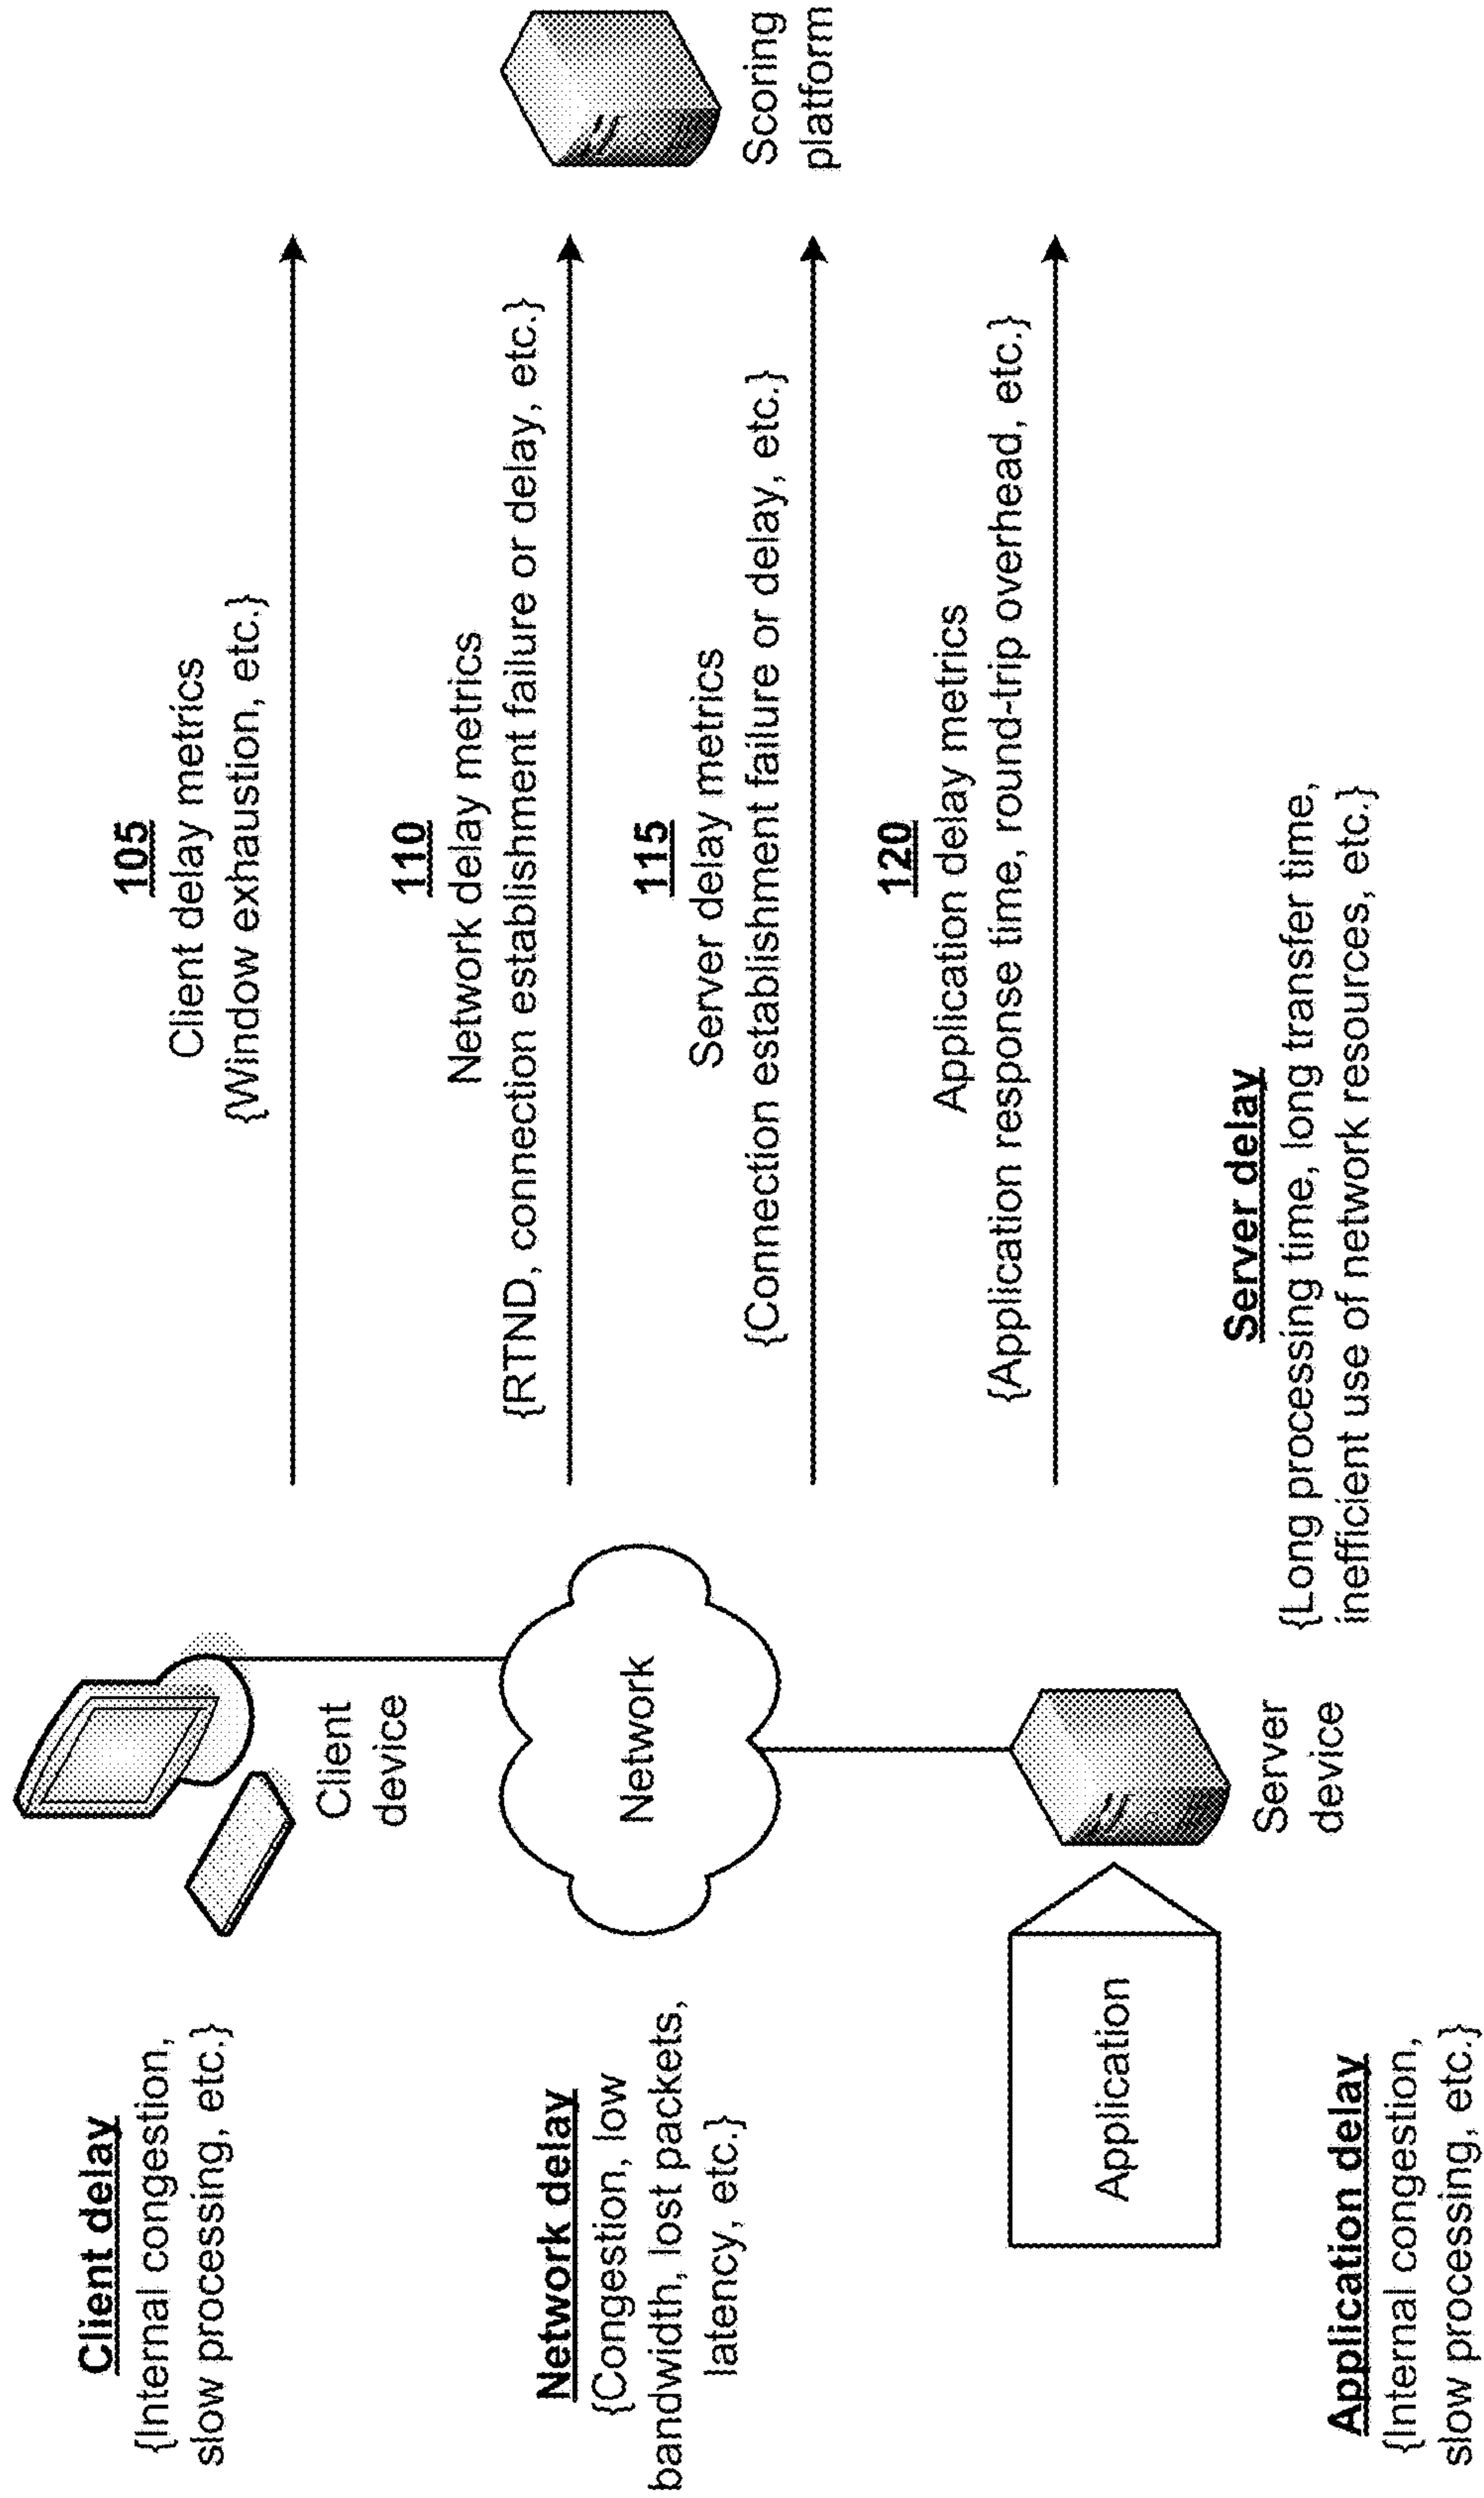 Client delay
{Internal congestion,
slow processing, etc.}
Client
device
105
Client delay metrics
{Window exhaustion, etc.}
Network delay
{Congestion, low
bandwidth, lost packets,
latency, etc.}
Network
110
Network delay metrics
{RTND, connection establishment failure or delay, etc.}
Scoring
platform
115
Server delay metrics
{Connection establishment failure or delay, etc.}
120
Application delay metrics
{Application response time, round-trip overhead, etc.}
Application
Server
device
Server delay
{Long processing time, long transfer time,
inefficient use of network resources, etc.}
Application delay
{Internal congestion,
slow processing, etc.}